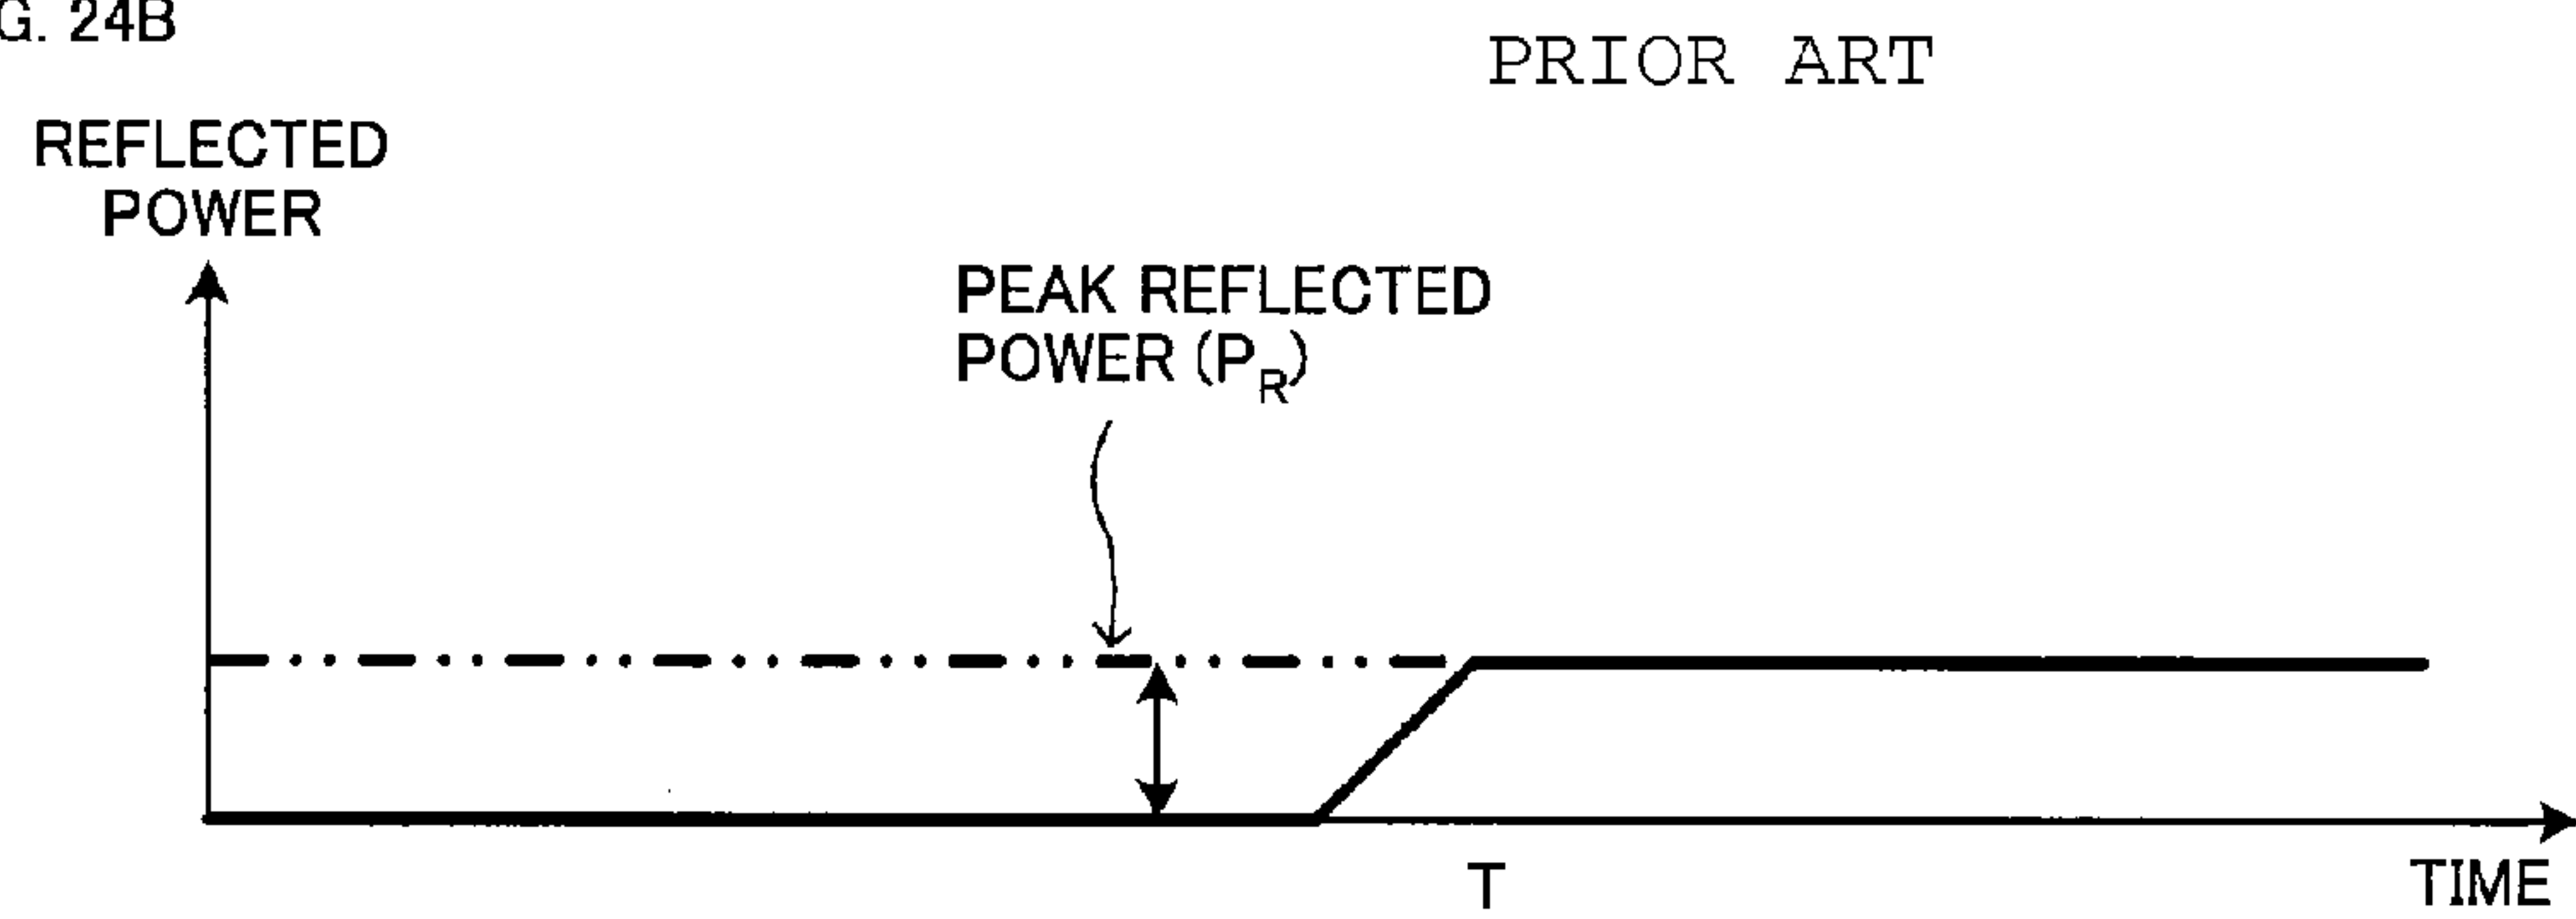 G. 24B
PRIOR ART
REFLECTED
POWER
PEAK REFLECTED
POWER (PR)
T
TIME